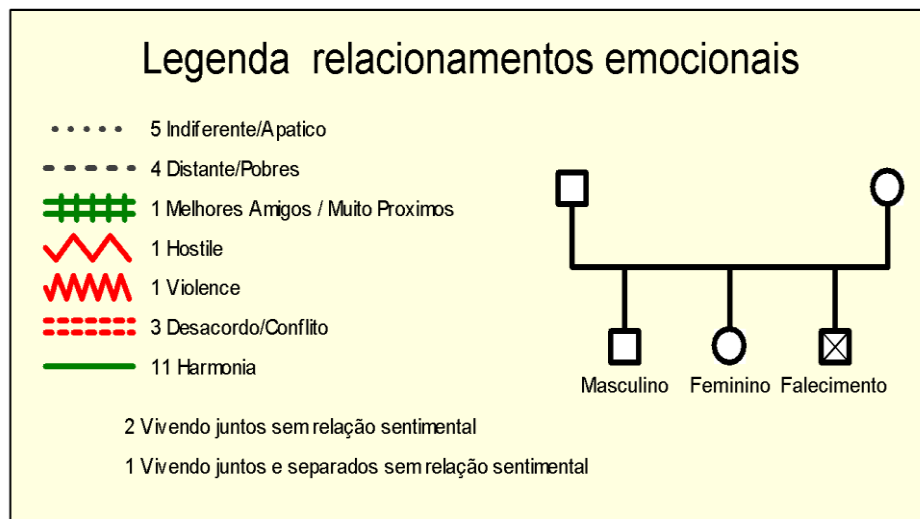 Legenda relacionamentos emocionais
5 Indiferente/Apatico
4 Distante/Pobres
1 Melhores Amigos / Muito Proximos
1 Hostile
1 Violence
3 Desacordo/Conflito
11 Harmonia
2 Vivendo juntos sem relação sentimental
1 Vivendo juntos e separados sem relação sentimental
Masculino Feminino Falecimento